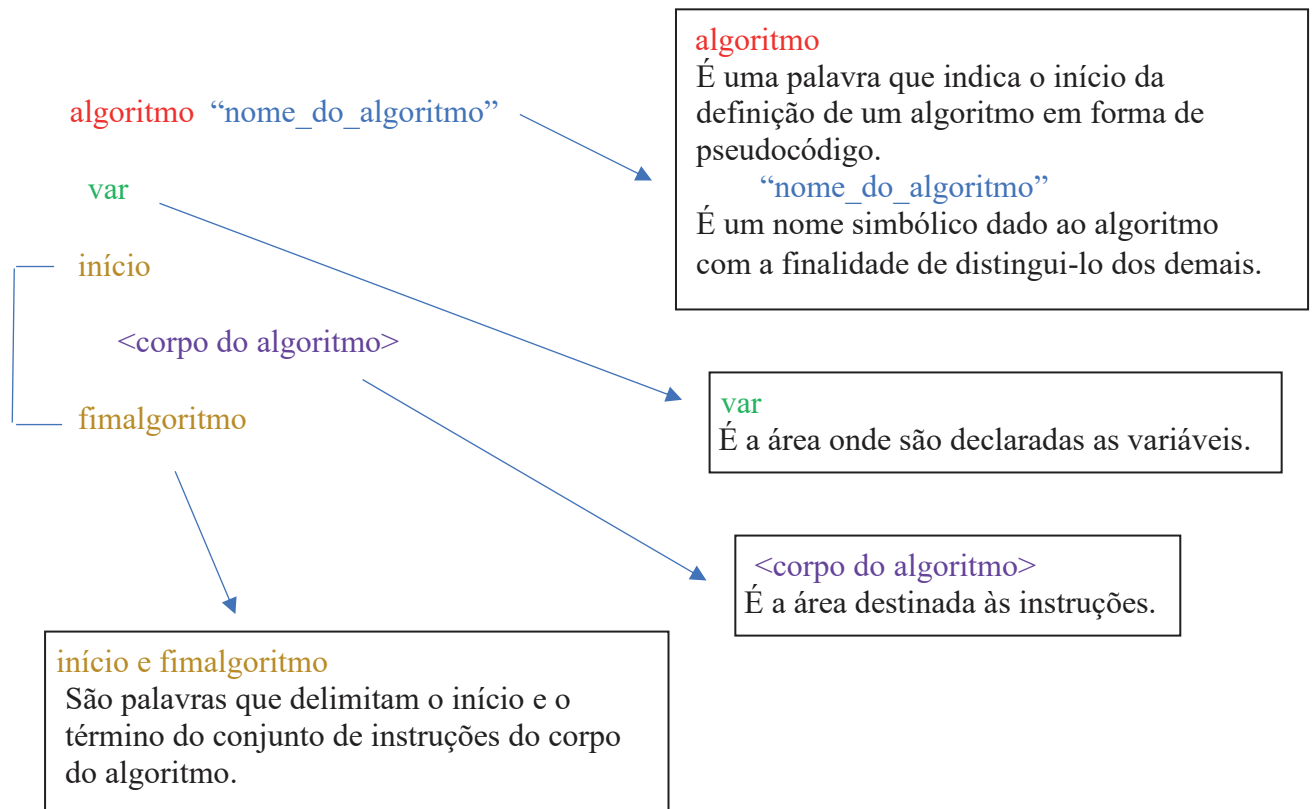 algoritmo “nome_do_algoritmo”
var
início
<corpo do algoritmo>
fimalgoritmo
algoritmo
É uma palavra que indica o início da
definição de um algoritmo em forma de
pseudocódigo.
“nome_do_algoritmo”
É um nome simbólico dado ao algoritmo
com a finalidade de distingui-lo dos demais.
var
É a área onde são declaradas as variáveis.
<corpo do algoritmo>
É a área destinada às instruções.
início e fimalgoritmo
São palavras que delimitam o início e o
término do conjunto de instruções do corpo
do algoritmo.